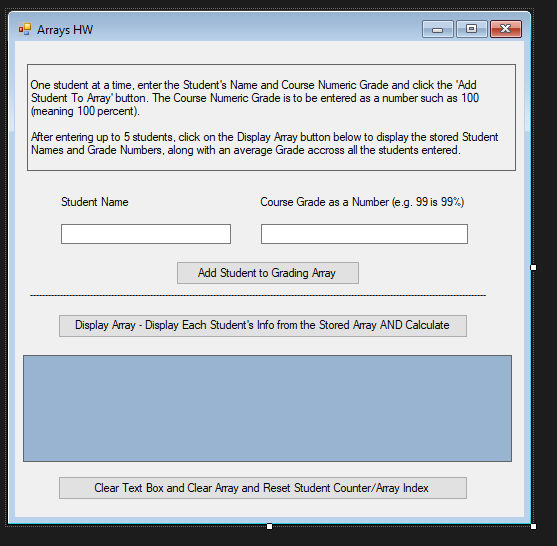 Arrays HW
One student at a time, enter the Student's Name and Course Numeric Grade and click the 'Add
Student To Array' button. The Course Numeric Grade is to be entered as a number such as 100
(meaning 100 percent).
After entering up to 5 students, click on the Display Array button below to display the stored Student
Names and Grade Numbers, along with an average Grade accross all the students entered.
Student Name
Course Grade as a Number (e.g. 99 is 99%)
Add Student to Grading Array
Display Array - Display Each Student's Info from the Stored Array AND Calculate
Clear Text Box and Clear Array and Reset Student Counter/Array Index